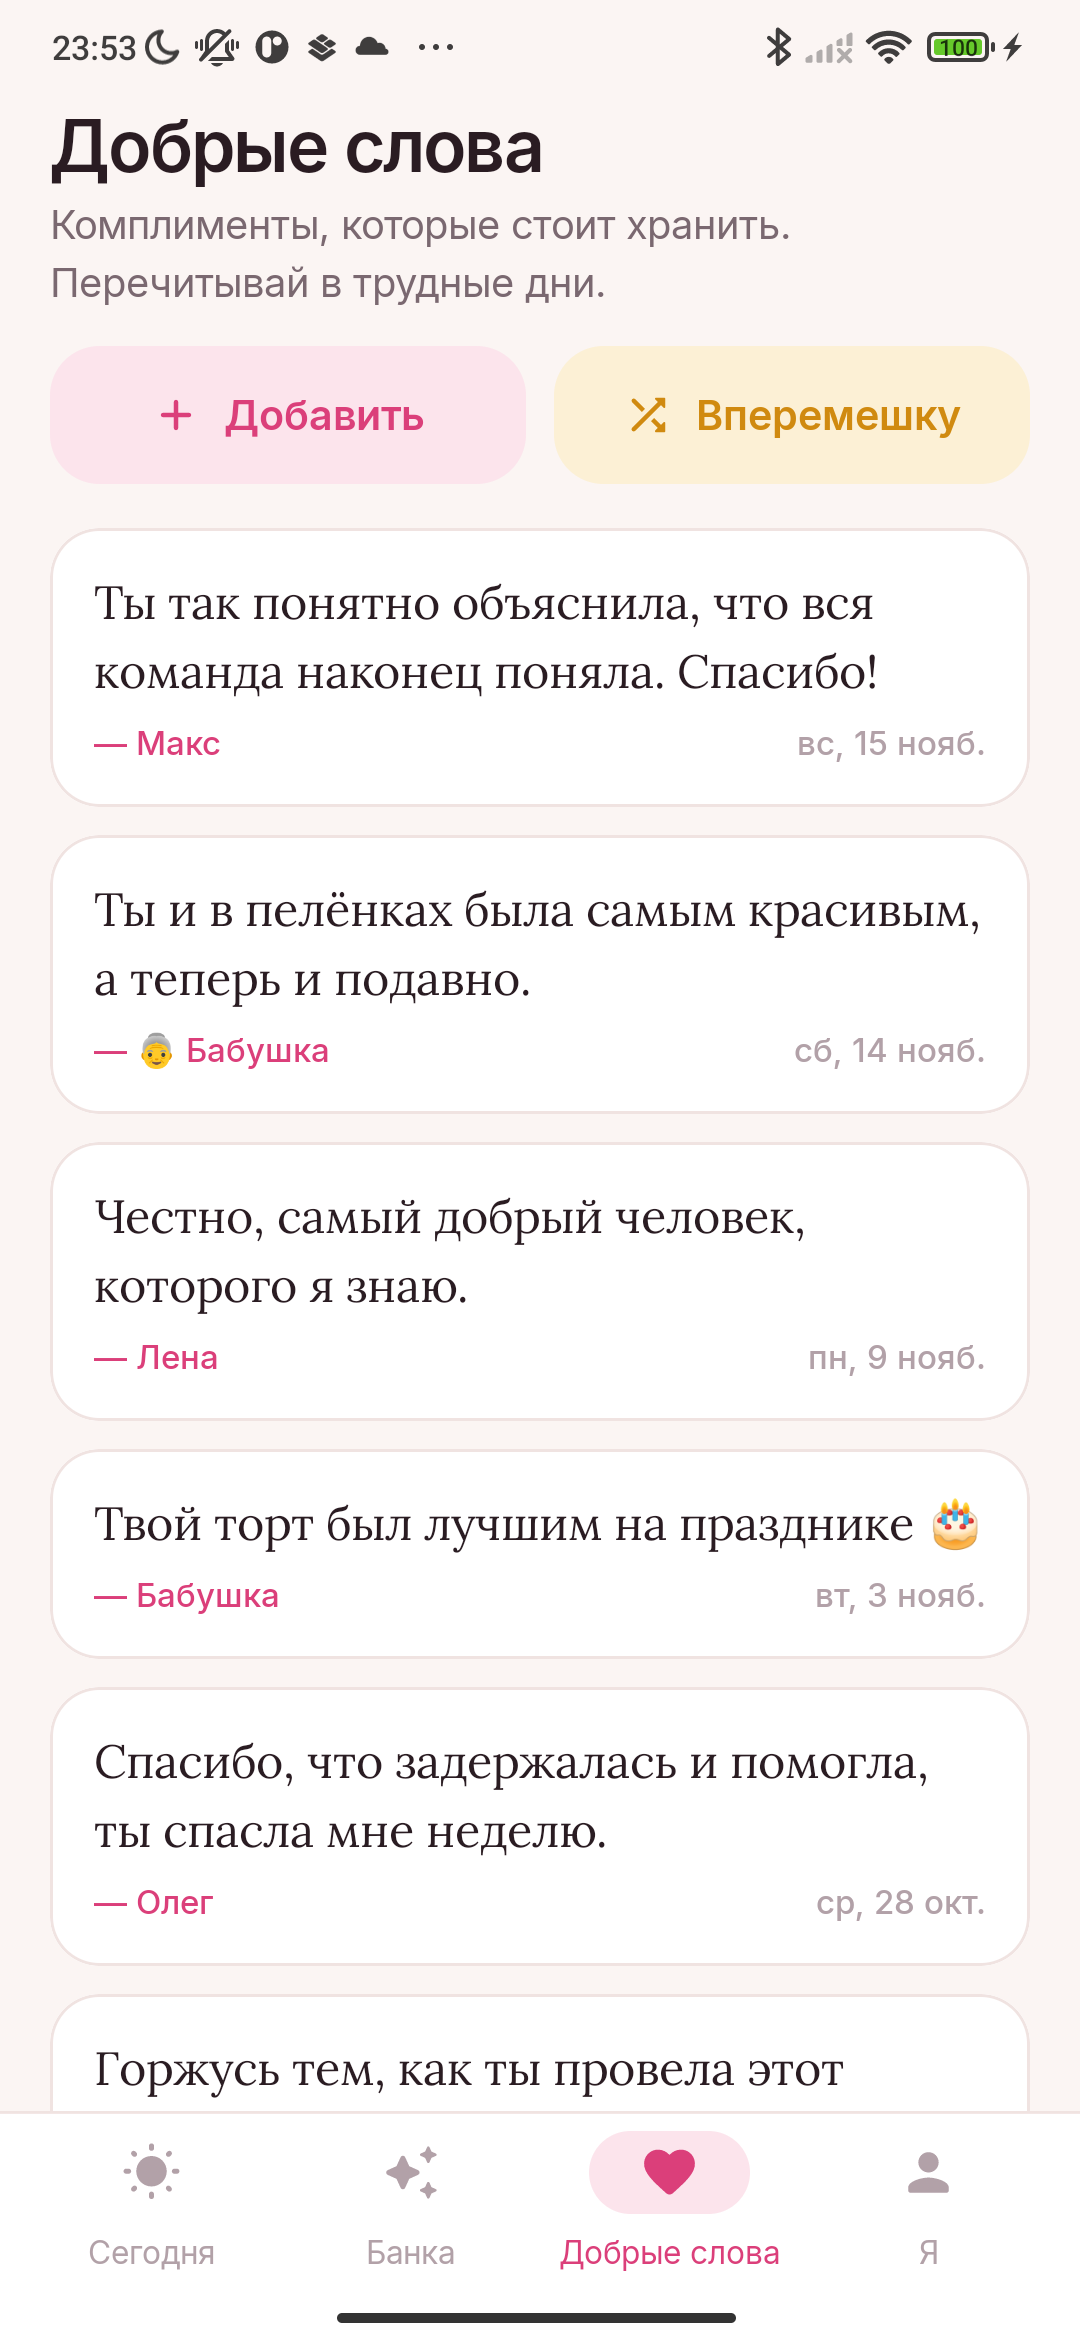 23:53
100
Добрые слова
Комплименты, которые стоит хранить.
Перечитывай в трудные дни.
Добавить
Вперемешку
Ты так понятно объяснила, что вся
команда наконец поняла. Спасибо!
— Макс
вс, 15 нояб.
Ты и в пелёнках была самым красивым,
а теперь и подавно.
— 👵 Бабушка
сб, 14 нояб.
Честно, самый добрый человек,
которого я знаю.
— Лена
пн, 9 нояб.
Твой торт был лучшим на празднике 🎂
— Бабушка
вт, 3 нояб.
Спасибо, что задержалась и помогла,
ты спасла мне неделю.
— Олег
ср, 28 окт.
Горжусь тем, как ты провела этот
Сегодня
Банка
Добрые слова
Я